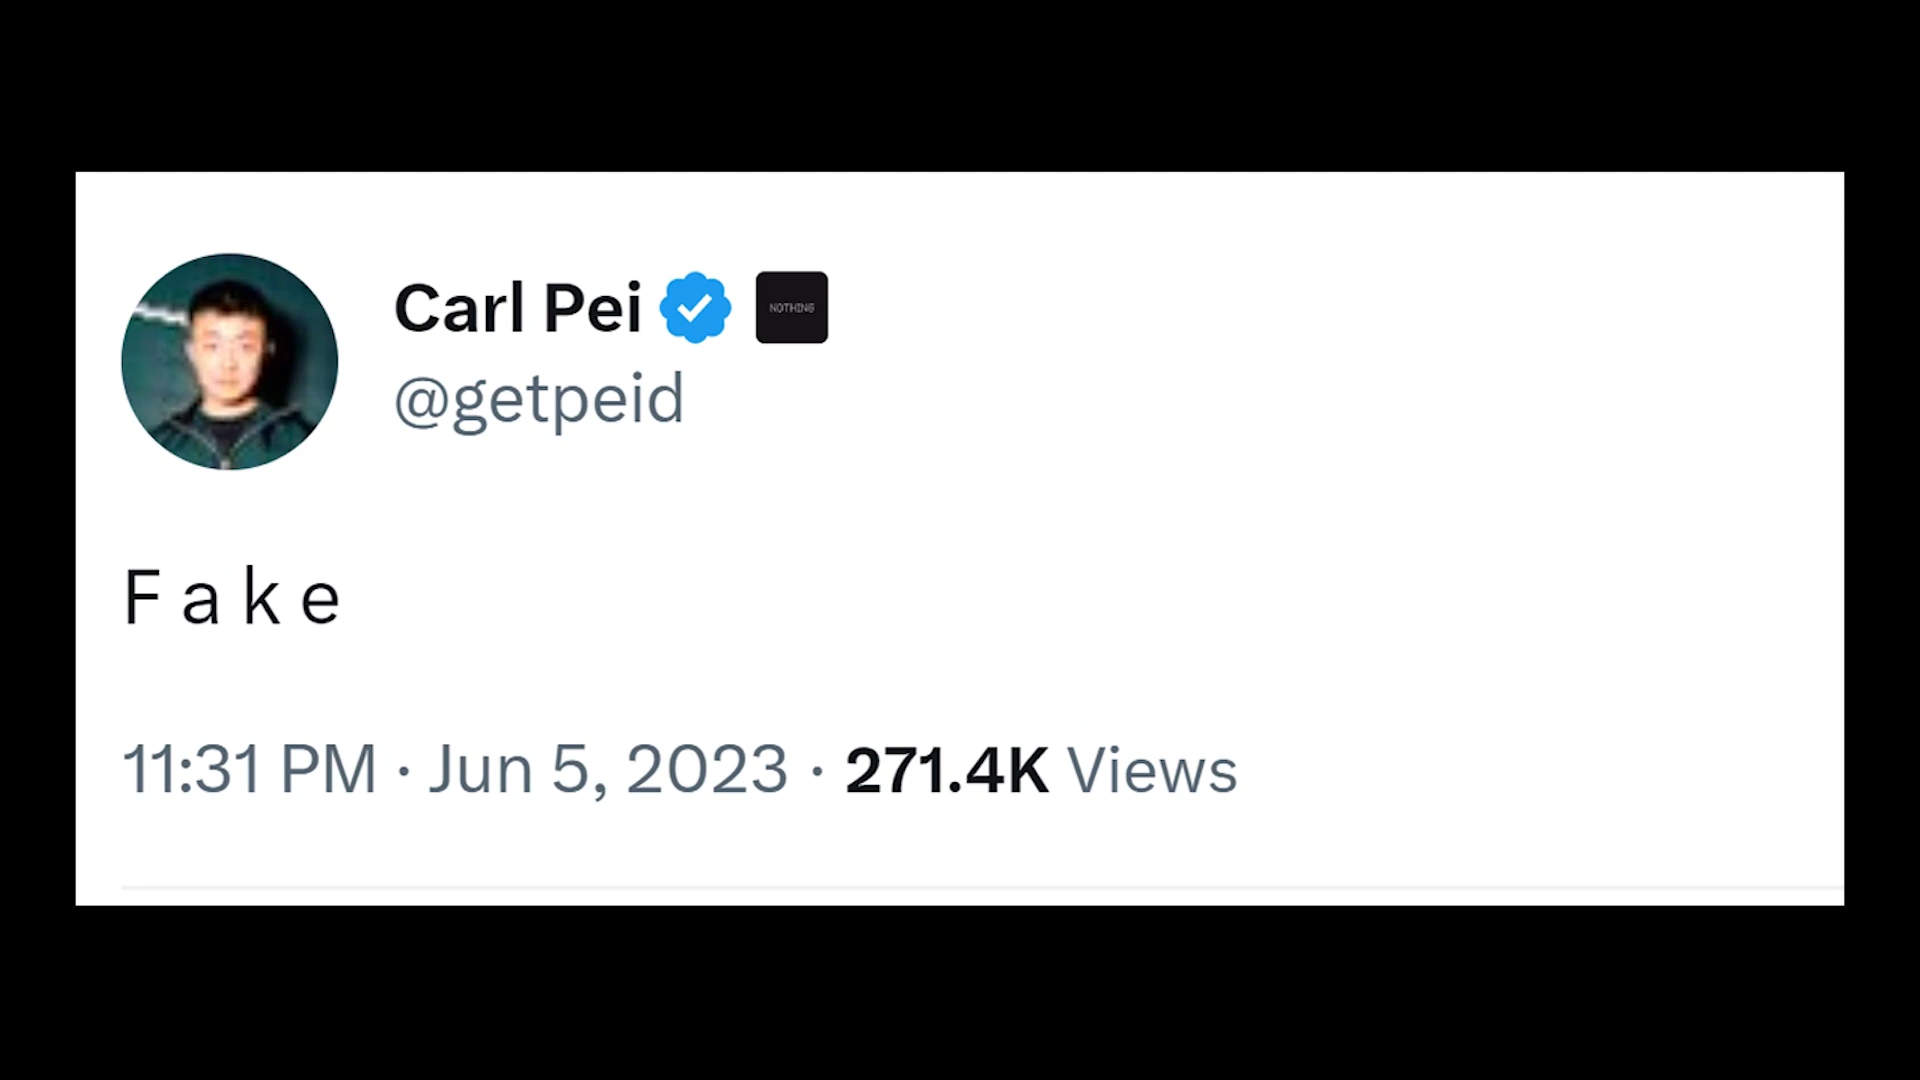 Carl Pei NOTHING
@getpeid
F a k e
11:31 PM · Jun 5, 2023 · 271.4K Views